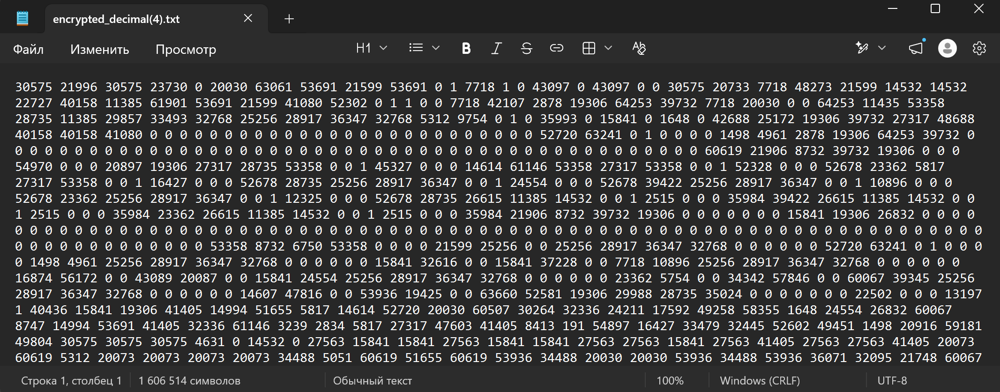 encrypted_decimal(4).txt
Файл Изменить Просмотр H1 B I S Ab
30575 21996 30575 23730 0 20030 63061 53691 21599 53691 0 1 7718 1 0 43097 0 43097 0 0 30575 20733 7718 48273 21599 14532 14532
22727 40158 11385 61901 53691 21599 41080 52302 0 1 1 0 0 7718 42107 2878 19306 64253 39732 7718 20030 0 0 64253 11435 53358
28735 11385 29857 33493 32768 25256 28917 36347 32768 5312 9754 0 1 0 35993 0 15841 0 1648 0 42688 25172 19306 39732 27317 48688
40158 40158 41080 0 0 0 0 0 0 0 0 0 0 0 0 0 0 0 0 0 0 0 0 0 0 0 0 0 0 52720 63241 0 1 0 0 0 0 1498 4961 2878 19306 64253 39732 0
0 0 0 0 0 0 0 0 0 0 0 0 0 0 0 0 0 0 0 0 0 0 0 0 0 0 0 0 0 0 0 0 0 0 0 0 0 0 0 0 0 0 0 0 0 0 60619 21906 8732 39732 19306 0 0 0
54970 0 0 0 20897 19306 27317 28735 53358 0 0 1 45327 0 0 0 14614 61146 53358 27317 53358 0 0 1 52328 0 0 0 52678 23362 5817
27317 53358 0 0 1 16427 0 0 0 52678 28735 25256 28917 36347 0 0 1 24554 0 0 0 52678 39422 25256 28917 36347 0 0 1 10896 0 0 0
52678 23362 25256 28917 36347 0 0 1 12325 0 0 0 52678 28735 26615 11385 14532 0 0 1 2515 0 0 0 35984 39422 26615 11385 14532 0 0
1 2515 0 0 0 35984 23362 26615 11385 14532 0 0 1 2515 0 0 0 35984 21906 8732 39732 19306 0 0 0 0 0 0 0 15841 19306 26832 0 0 0 0
0 0 0 0 0 0 0 0 0 0 0 0 0 0 0 0 0 0 0 0 0 0 0 0 0 0 0 0 0 0 0 0 0 0 0 0 0 0 0 0 0 0 0 0 0 0 0 0 0 0 0 0 0 0 0 0 0 0 0 0 0 0 0 0 0
0 0 0 0 0 0 0 0 0 0 0 0 0 53358 8732 6750 53358 0 0 0 0 21599 25256 0 0 25256 28917 36347 32768 0 0 0 0 0 0 52720 63241 0 1 0 0 0
0 1498 4961 25256 28917 36347 32768 0 0 0 0 0 0 15841 32616 0 0 15841 37228 0 0 7718 10896 25256 28917 36347 32768 0 0 0 0 0 0
16874 56172 0 0 43089 20087 0 0 15841 24554 25256 28917 36347 32768 0 0 0 0 0 0 23362 5754 0 0 34342 57846 0 0 60067 39345 25256
28917 36347 32768 0 0 0 0 0 0 14607 47816 0 0 53936 19425 0 0 63660 52581 19306 29988 28735 35024 0 0 0 0 0 0 0 22502 0 0 0 13197
1 40436 15841 19306 41405 14994 51655 5817 14614 52720 20030 60507 30264 32336 24211 17592 49258 58355 1648 24554 26832 60067
8747 14994 53691 41405 32336 61146 3239 2834 5817 27317 47603 41405 8413 191 54897 16427 33479 32445 52602 49451 1498 20916 59181
49804 30575 30575 30575 4631 0 14532 0 27563 15841 15841 27563 15841 15841 27563 27563 15841 27563 41405 27563 27563 41405 20073
60619 5312 20073 20073 20073 20073 34488 5051 60619 51655 60619 53936 34488 20030 20030 53936 34488 53936 36071 32095 21748 60067
Строка 1, столбец 1 1 606 514 символов Обычный текст 100% Windows (CRLF) UTF-8